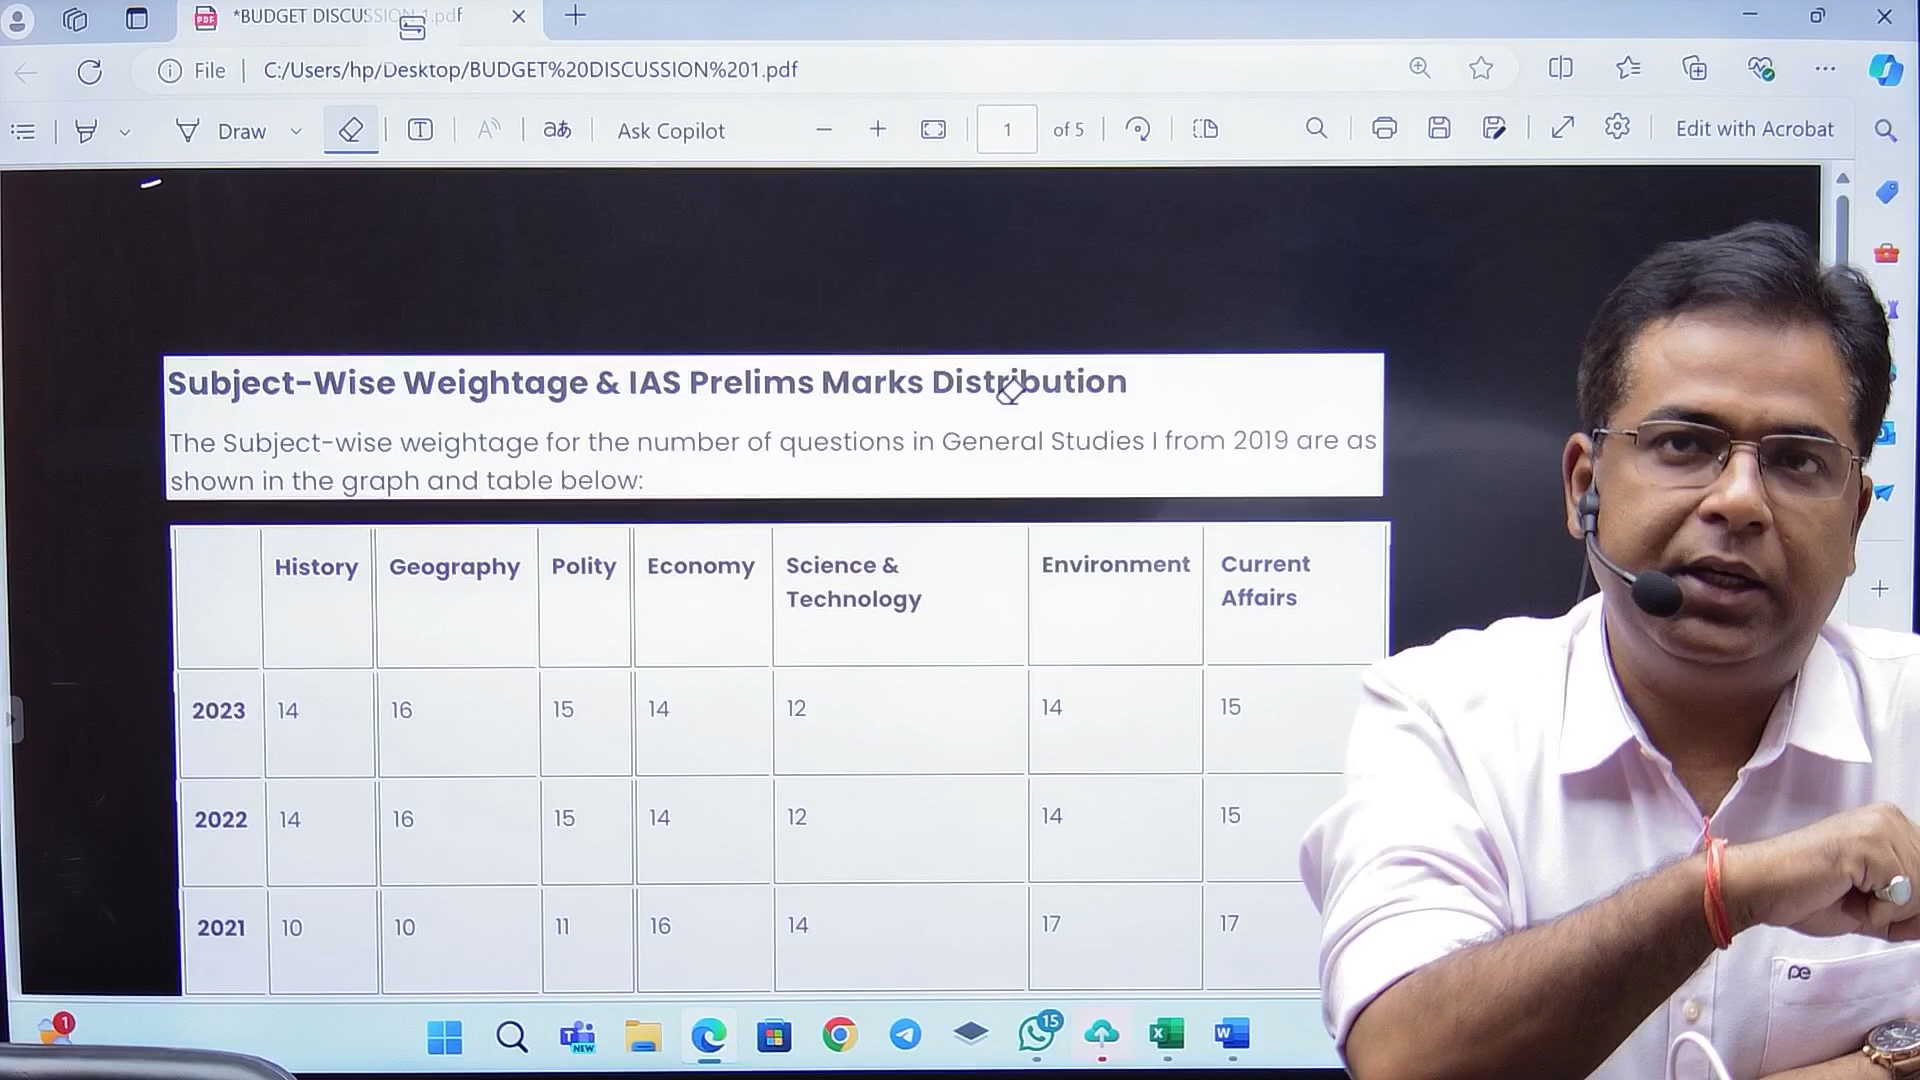 *BUDGET DISCUSSION 1.pdf
File
C:/Users/hp/Desktop/BUDGET%20DISCUSSION%201.pdf
Draw
Ask Copilot
1 of 5
Edit with Acrobat
Subject-Wise Weightage & IAS Prelims Marks Distribution
The Subject-wise weightage for the number of questions in General Studies I from 2019 are as
shown in the graph and table below:
History Geography Polity Economy Science & Environment Current
Technology Affairs
2023 14 16 15 14 12 14 15
2022 14 16 15 14 12 14 15
2021 10 10 11 16 14 17 17
1
NEW
15
pe